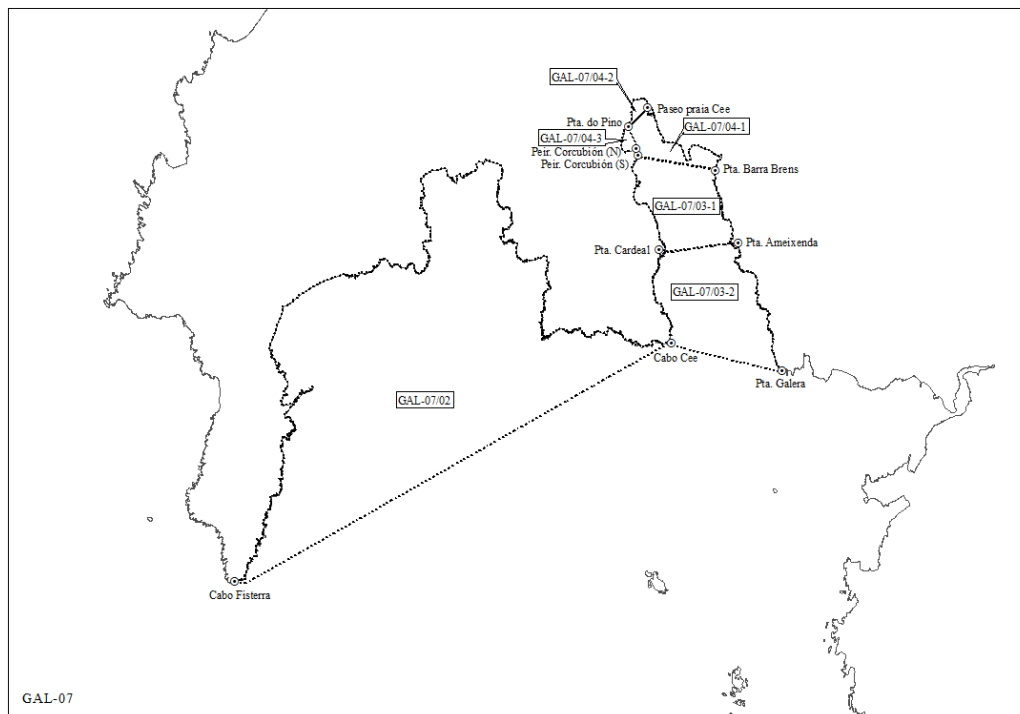 GAL-07/04-2
Paseo praia Cee
Pta. do Pino
GAL-07/04-1
GAL-07/04-3
Peir. Corcubión (N)
Peir. Corcubión (S)
Pta. Barra Brens
GAL-07/03-1
Pta. Cardeal
Pta. Ameixenda
GAL-07/03-2
Cabo Cee
Pta. Galera
GAL-07/02
Cabo Fisterra
GAL-07